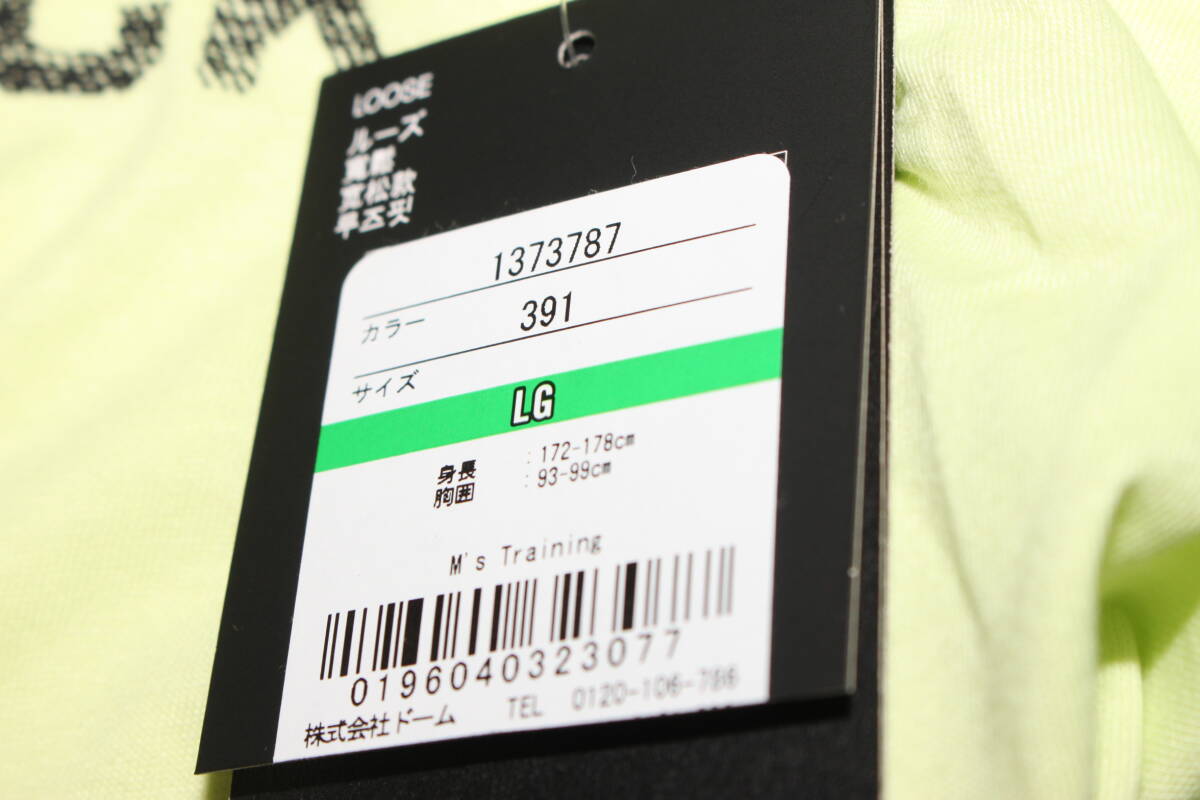 CK
LOOSE
ルーズ
寬鬆
宽松款
루즈핏
1373787
カラー 391
サイズ
LG
身長 : 172-178cm
胸囲 : 93-99cm
M's Training
0196040323077
株式会社ドーム TEL 0120-106-786